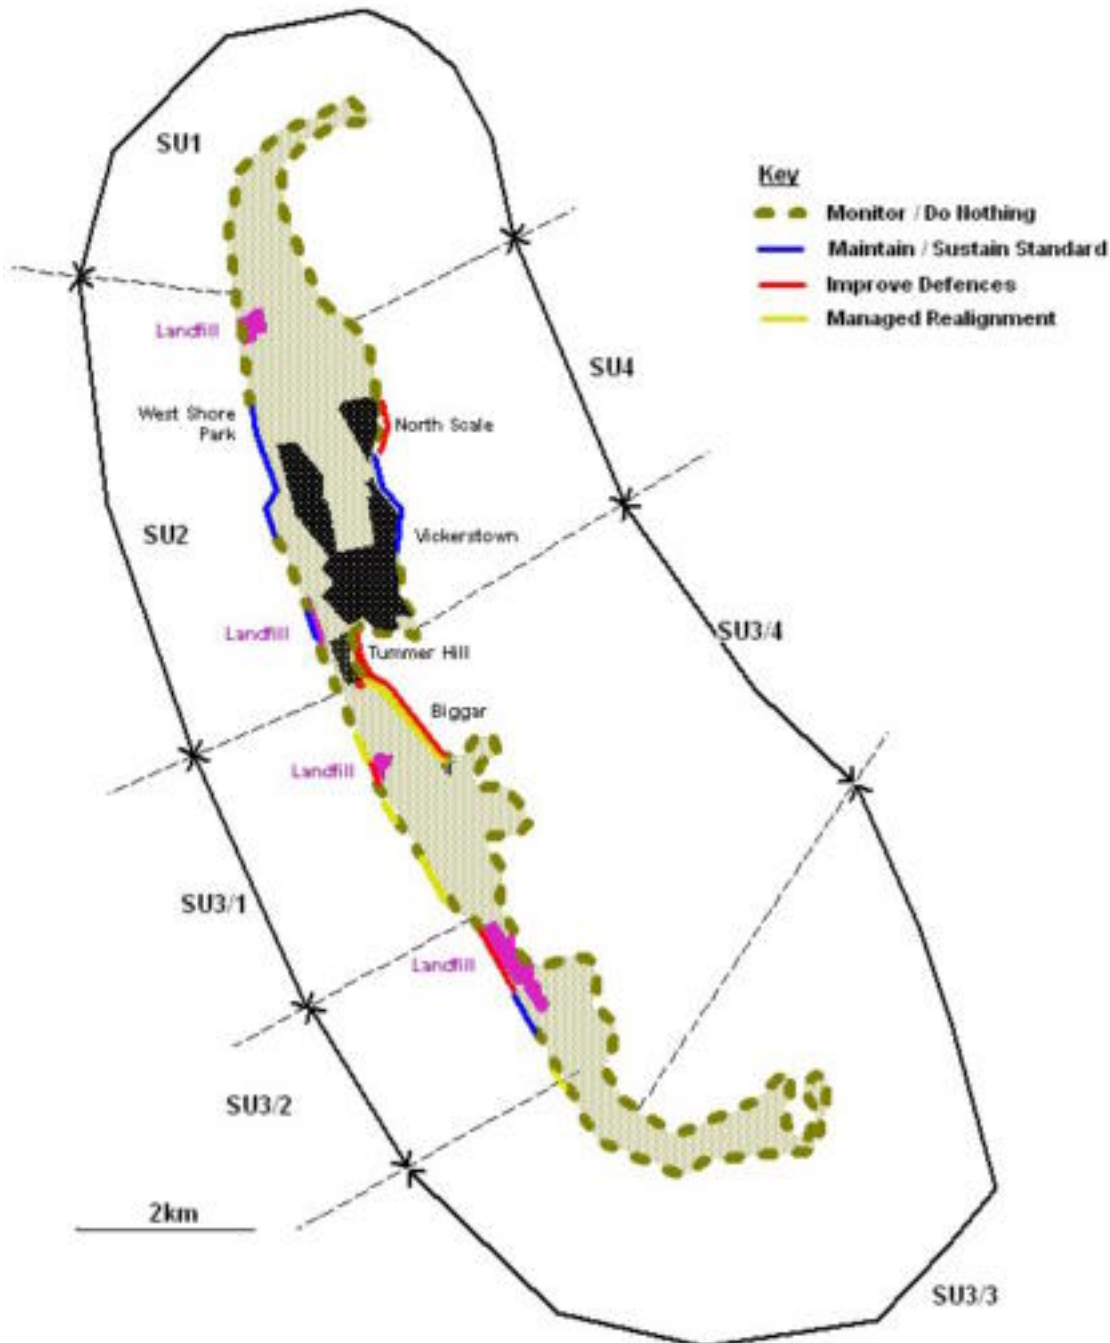 SU1
Key
Monitor / Do Nothing
Maintain / Sustain Standard
Improve Defences
Managed Realignment
Landfill
SU4
West Shore
Park
North Scale
SU2
Vickerstown
Landfill
SU3/4
Tummer Hill
Biggar
Landfill
SU3/1
Landfill
SU3/2
2km
SU3/3